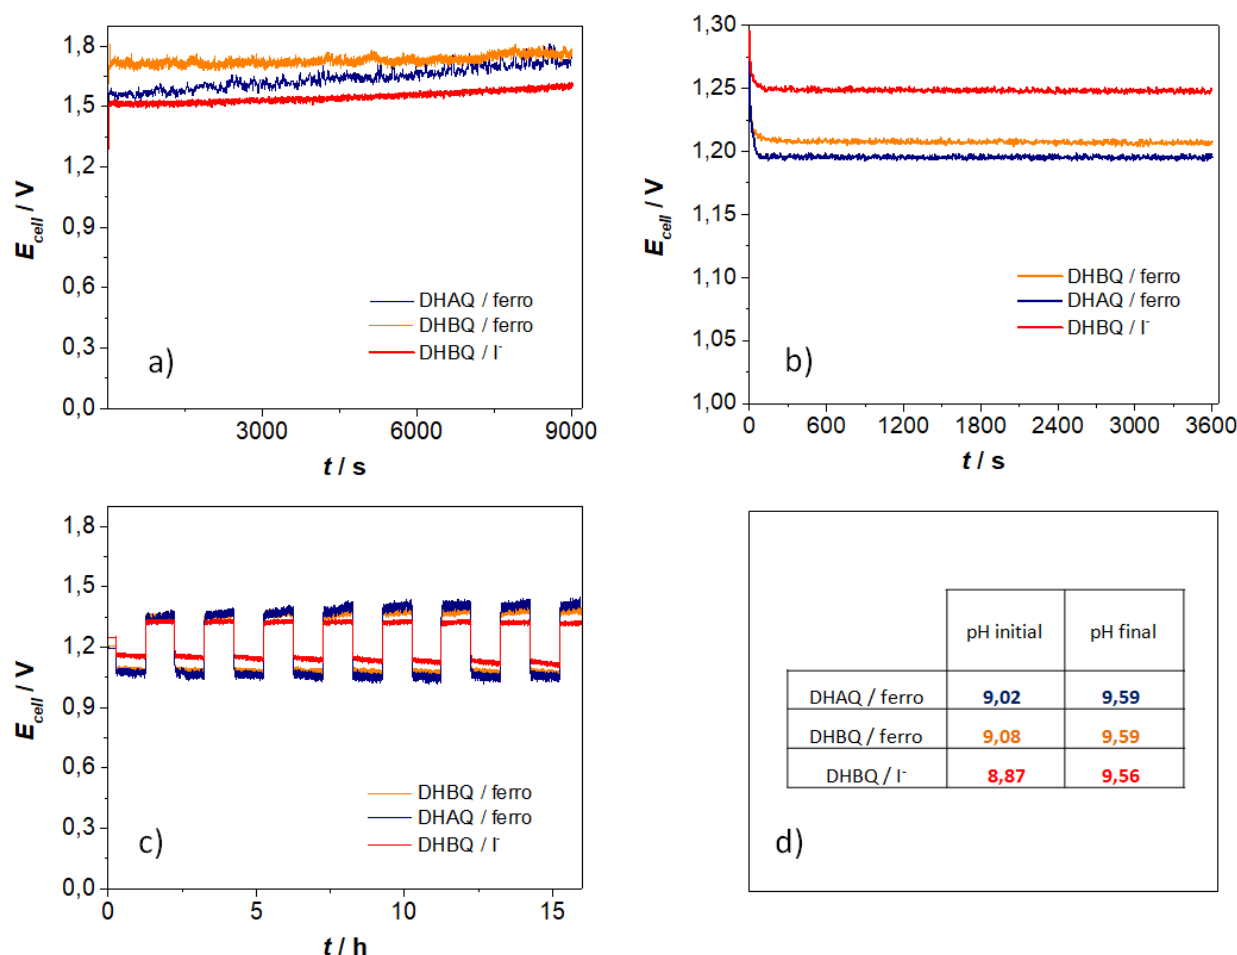 1,8
1,5
1,2
0,9
0,6
0,3
0,0
E cell / V
3000
6000
9000
t / s
DHAQ / ferro
DHBQ / ferro
DHBQ / I⁻
a)
1,30
1,25
1,20
1,15
1,10
1,05
1,00
E cell / V
0
600
1200
1800
2400
3000
3600
t / s
DHBQ / ferro
DHAQ / ferro
DHBQ / I⁻
b)
1,8
1,5
1,2
0,9
0,6
0,3
0,0
E cell / V
0
5
10
15
t / h
DHBQ / ferro
DHAQ / ferro
DHBQ / I⁻
c)
pH initial pH final
DHAQ / ferro 9,02 9,59
DHBQ / ferro 9,08 9,59
DHBQ / I⁻ 8,87 9,56
d)